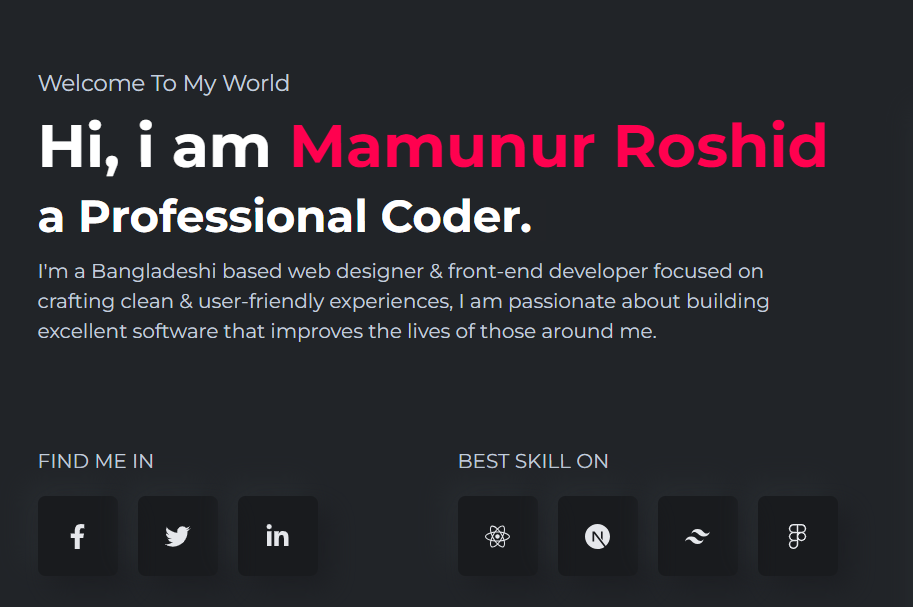 Welcome To My World
Hi, i am Mamunur Roshid
a Professional Coder.
I'm a Bangladeshi based web designer & front-end developer focused on
crafting clean & user-friendly experiences, I am passionate about building
excellent software that improves the lives of those around me.
FIND ME IN
BEST SKILL ON